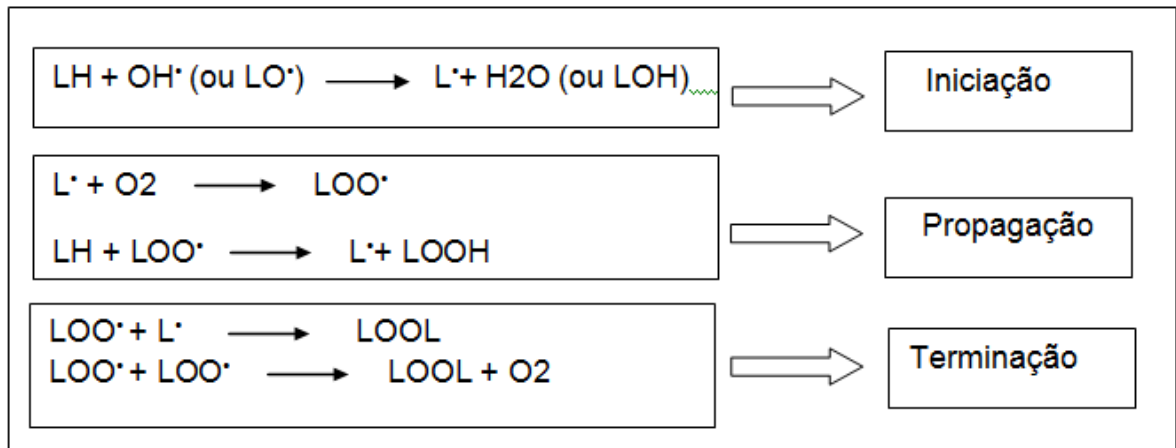 LH + OH• (ou LO•) ⟶ L•+ H2O (ou LOH)
Iniciação
L• + O2 ⟶ LOO•
LH + LOO• ⟶ L•+ LOOH
Propagação
LOO•+ L• ⟶ LOOL
LOO•+ LOO• ⟶ LOOL + O2
Terminação